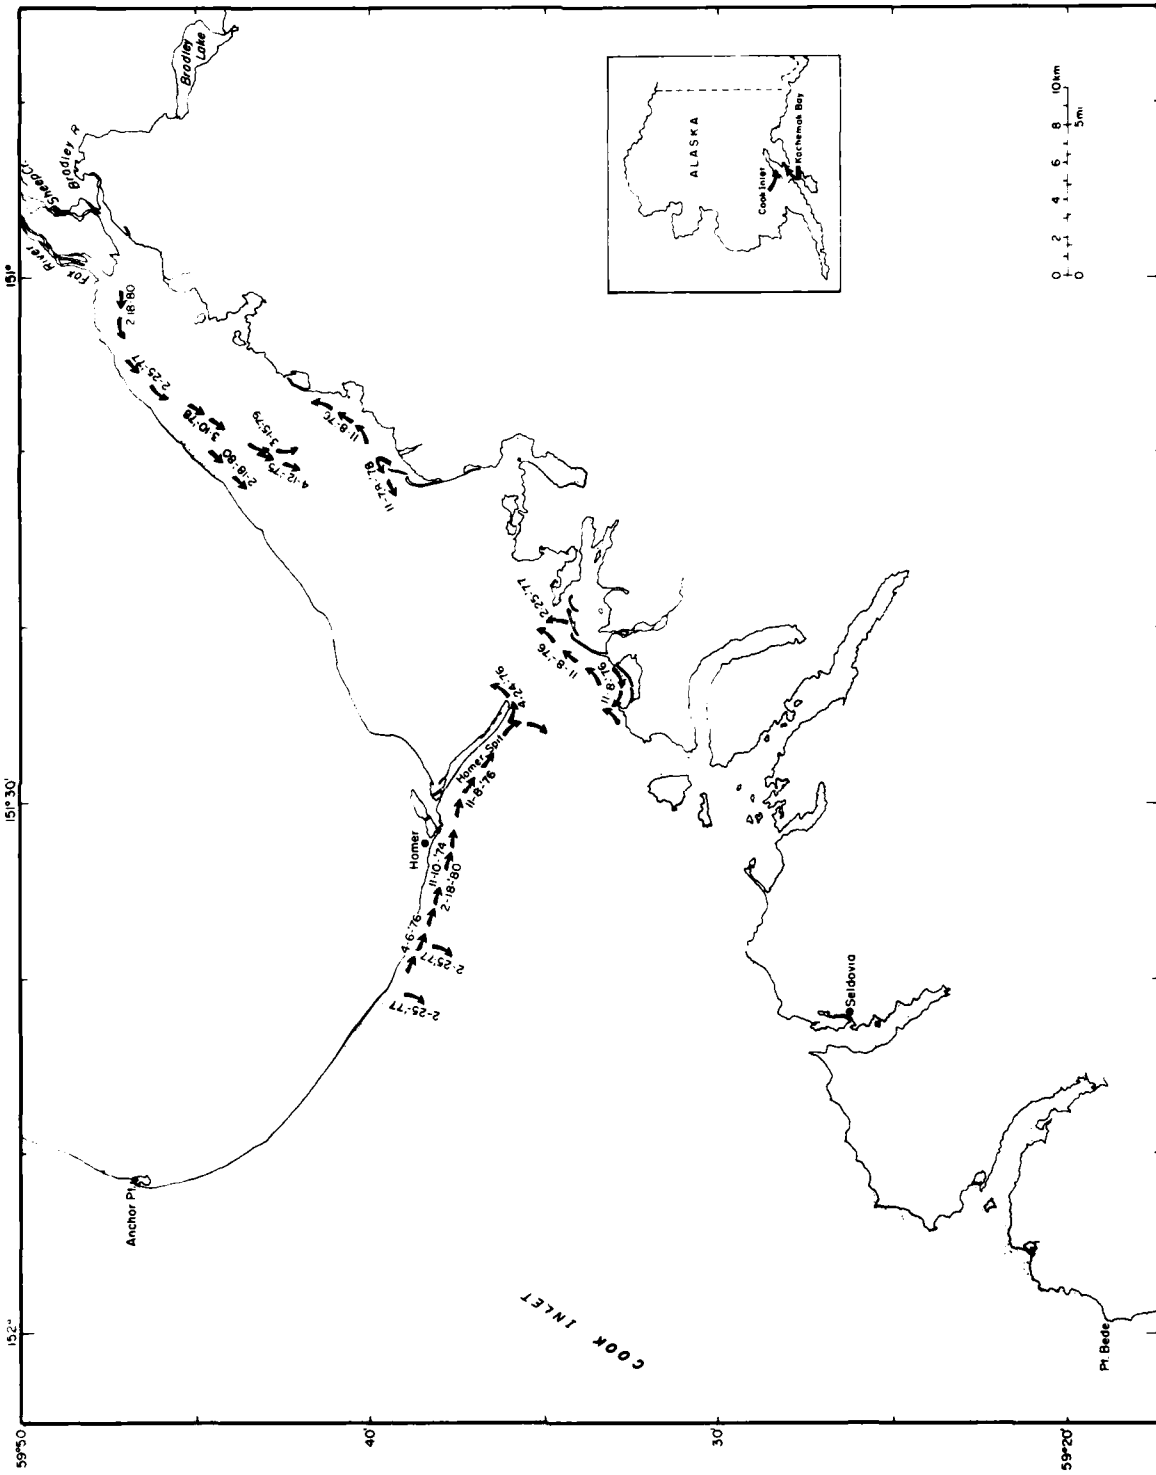 152°
151° 30'
151°
59°50
40'
30'
59°20
Bradley
Lake
Bradley R
Sheep Cr.
Fox
River
2·18·80
2-25-'77
3·10·'78
2·18·'80
3·15·'79
4·12·'75
11-8-76
11-7R-'78
2-25-'77
11-8-'76
11-8-'76
4-24-'76
Homer Spit
11-8-'76
Homer
11-10-'74
2-18-'80
4-6-'76
2-25'77
2-25-'77
Anchor Pt.
COOK INLET
Seldovia
Pt. Bede
ALASKA
Cook Inlet
Kachemak Bay
0 2 4 6 8 10km
0 5mi